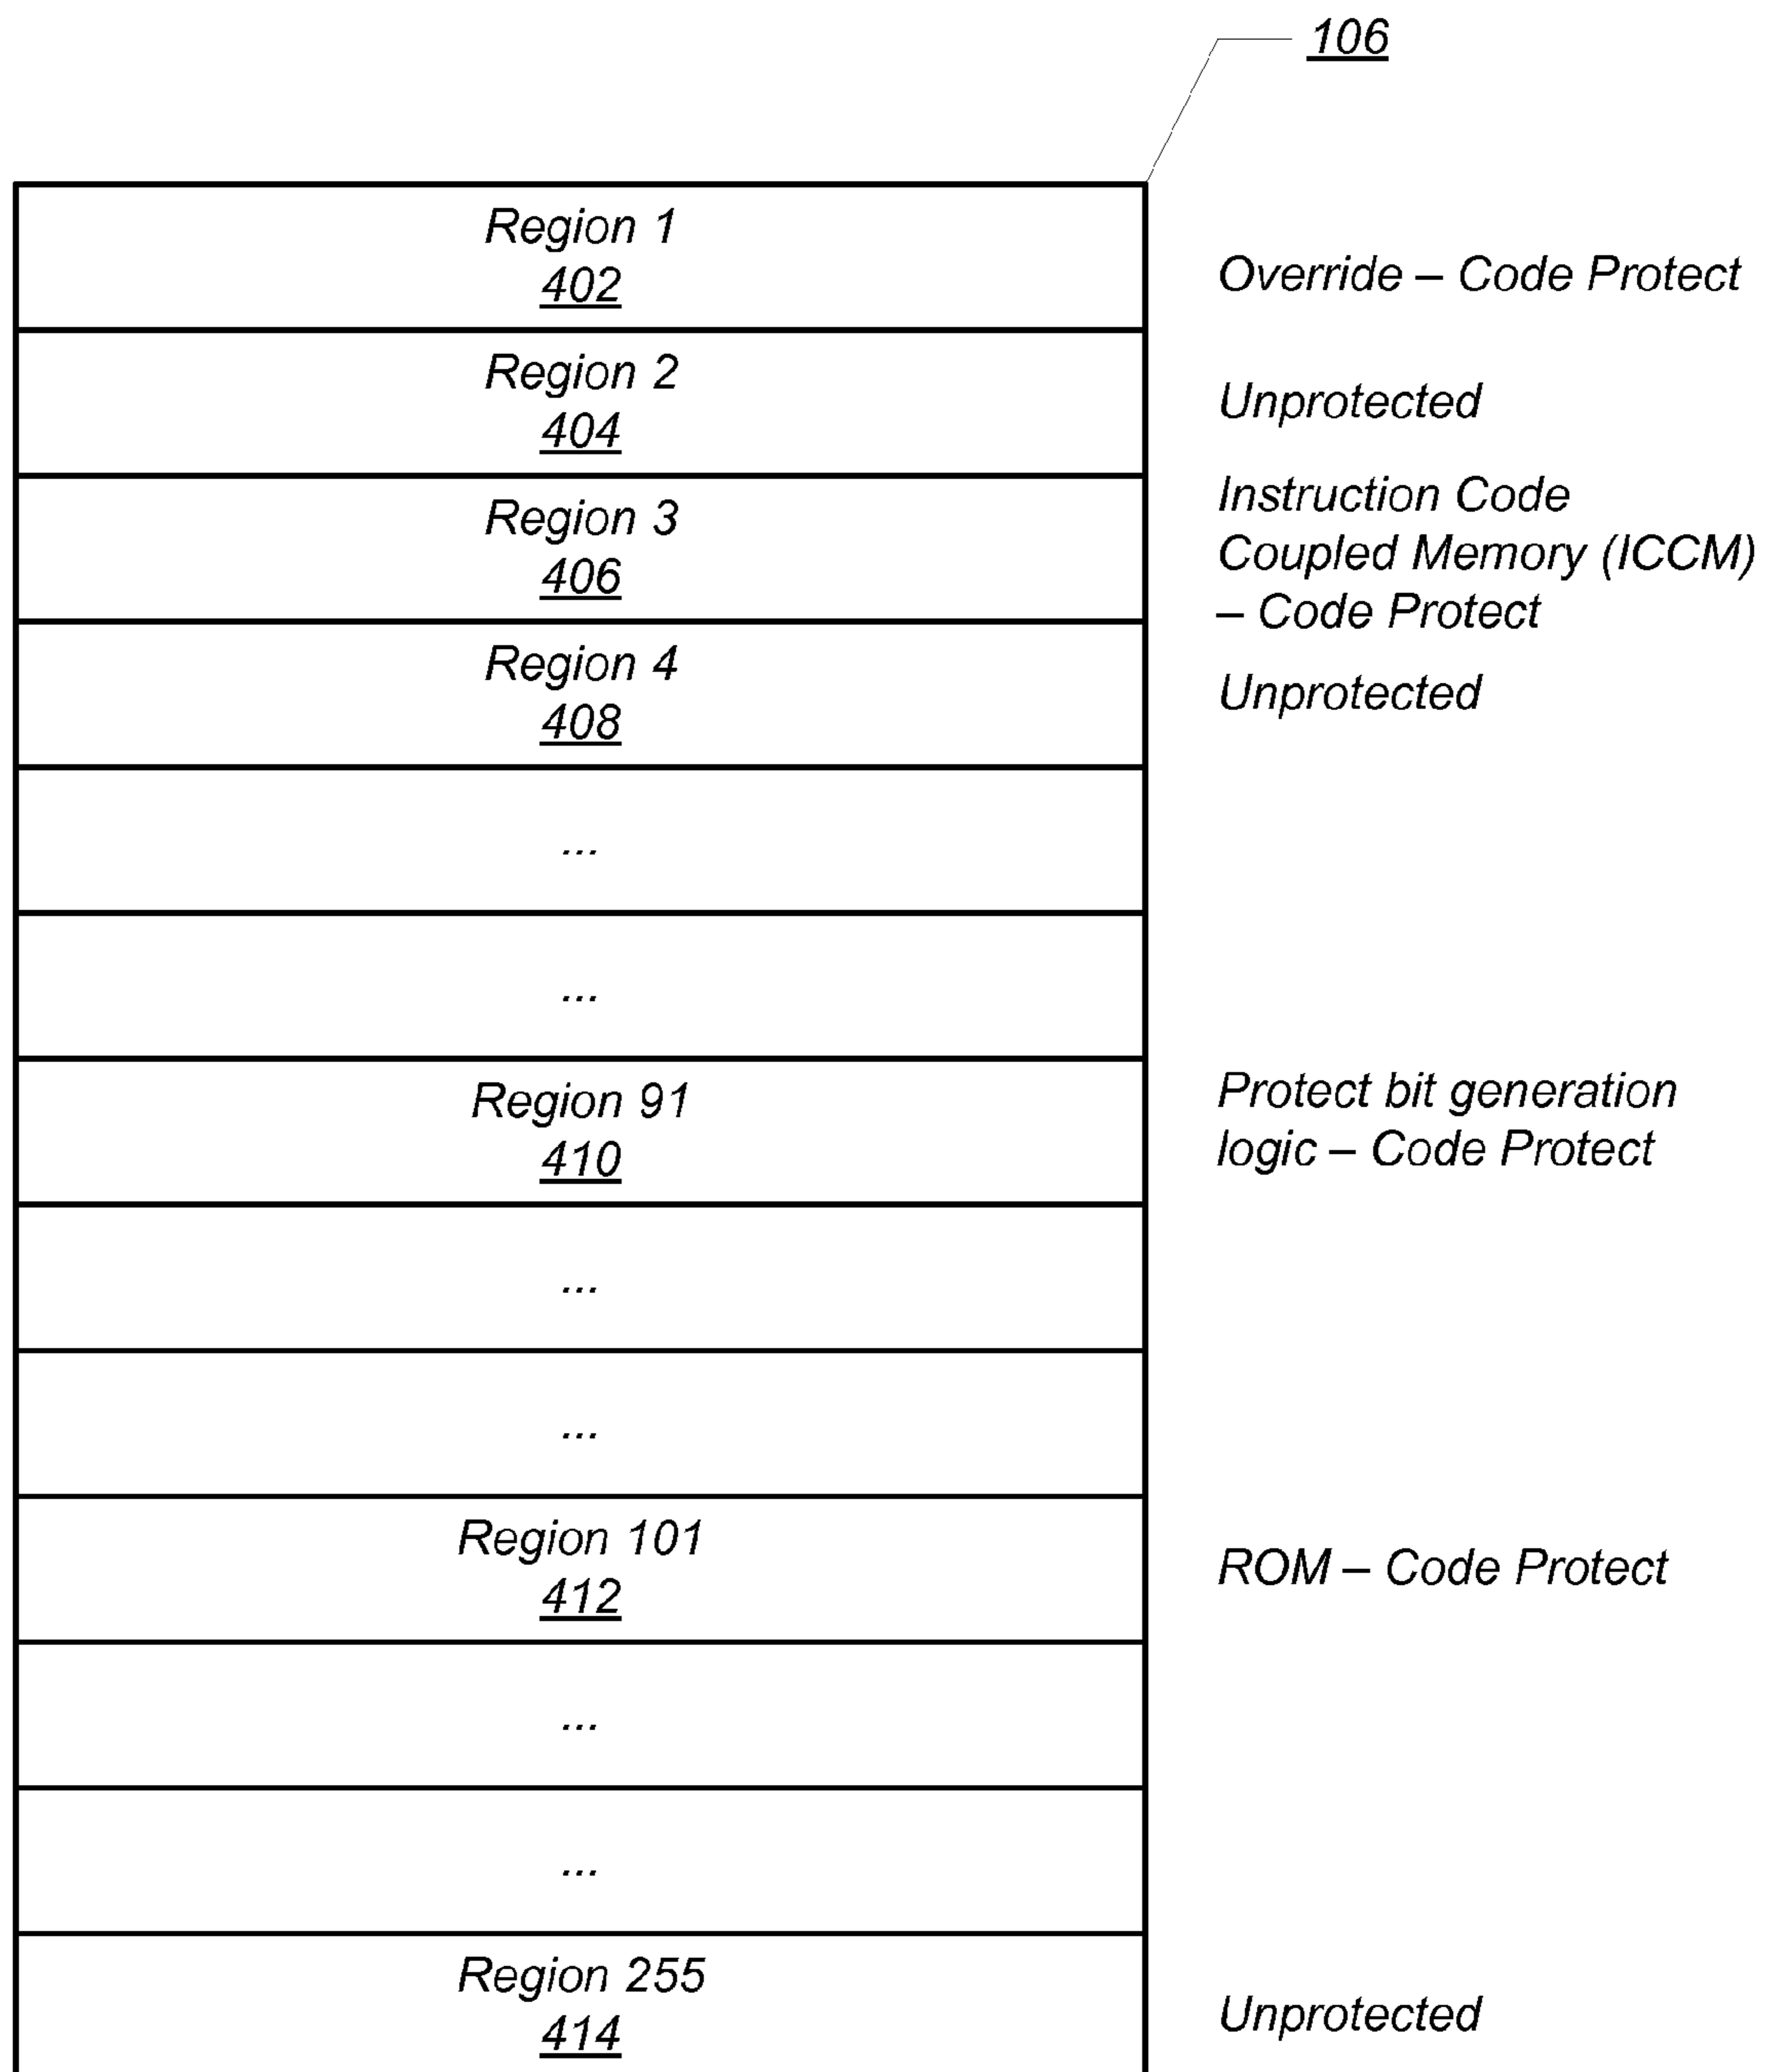 106
Region 1
402
Override – Code Protect
Region 2
404
Unprotected
Region 3
406
Instruction Code
Coupled Memory (ICCM)
– Code Protect
Region 4
408
Unprotected
...
...
Region 91
410
Protect bit generation
logic – Code Protect
...
...
Region 101
412
ROM – Code Protect
...
...
Region 255
414
Unprotected